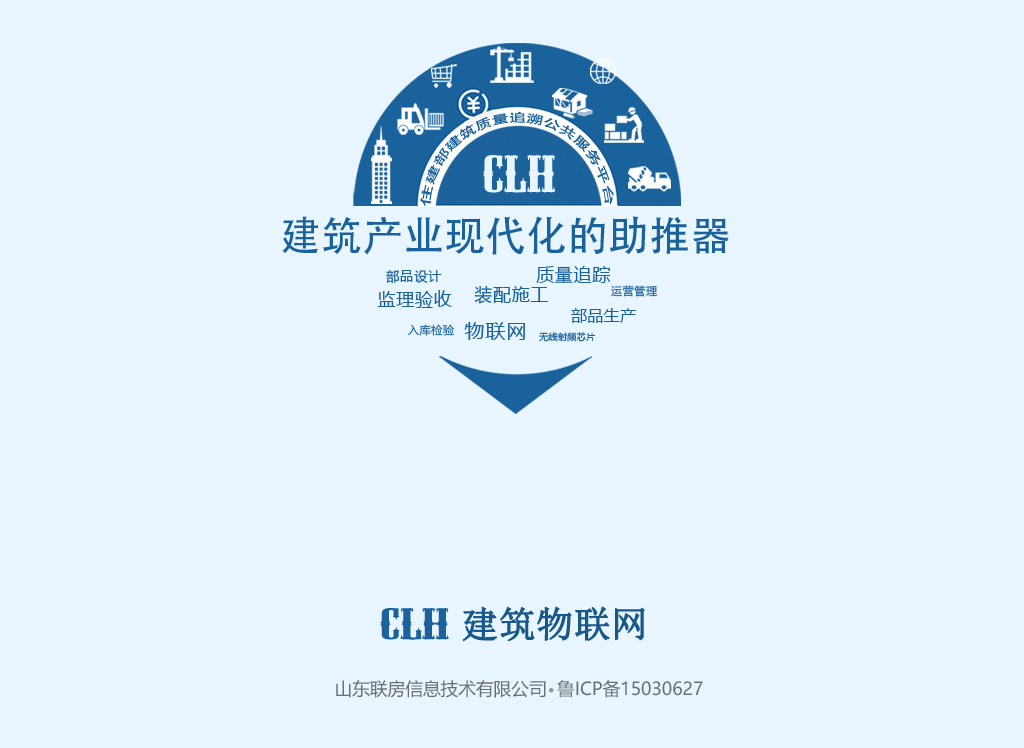 住建部建筑质量追溯公共服务平台
CLH
建筑产业现代化的助推器
部品设计
质量追踪
监理验收
装配施工
运营管理
部品生产
入库检验
物联网
无线射频芯片
CLH 建筑物联网
山东联房信息技术有限公司•鲁ICP备15030627